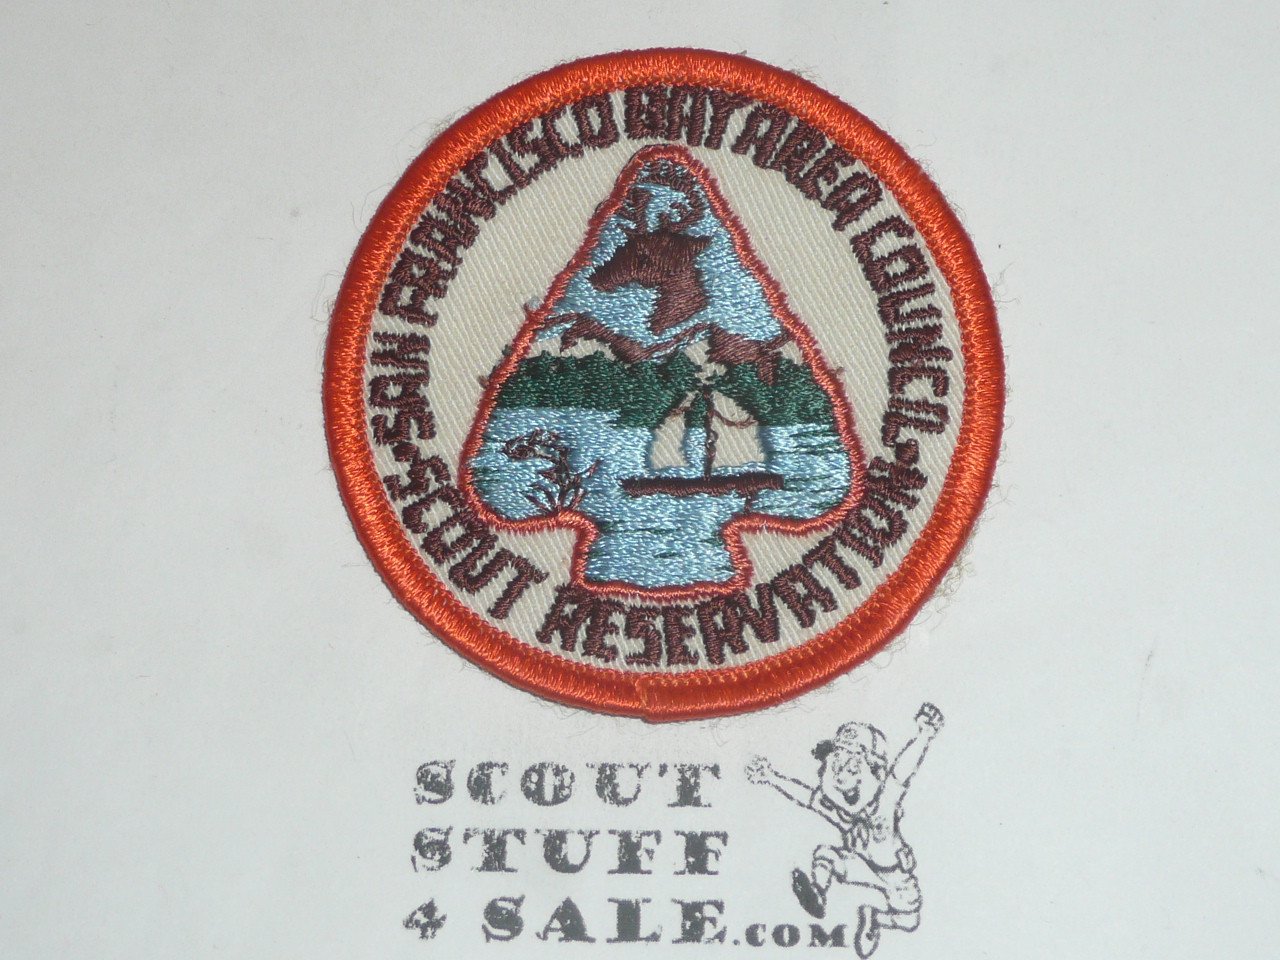 SAN FRANCISCO BAY AREA COUNCIL
• SCOUT RESERVATION •
SCOUT
STUFF
4 SALE.COM